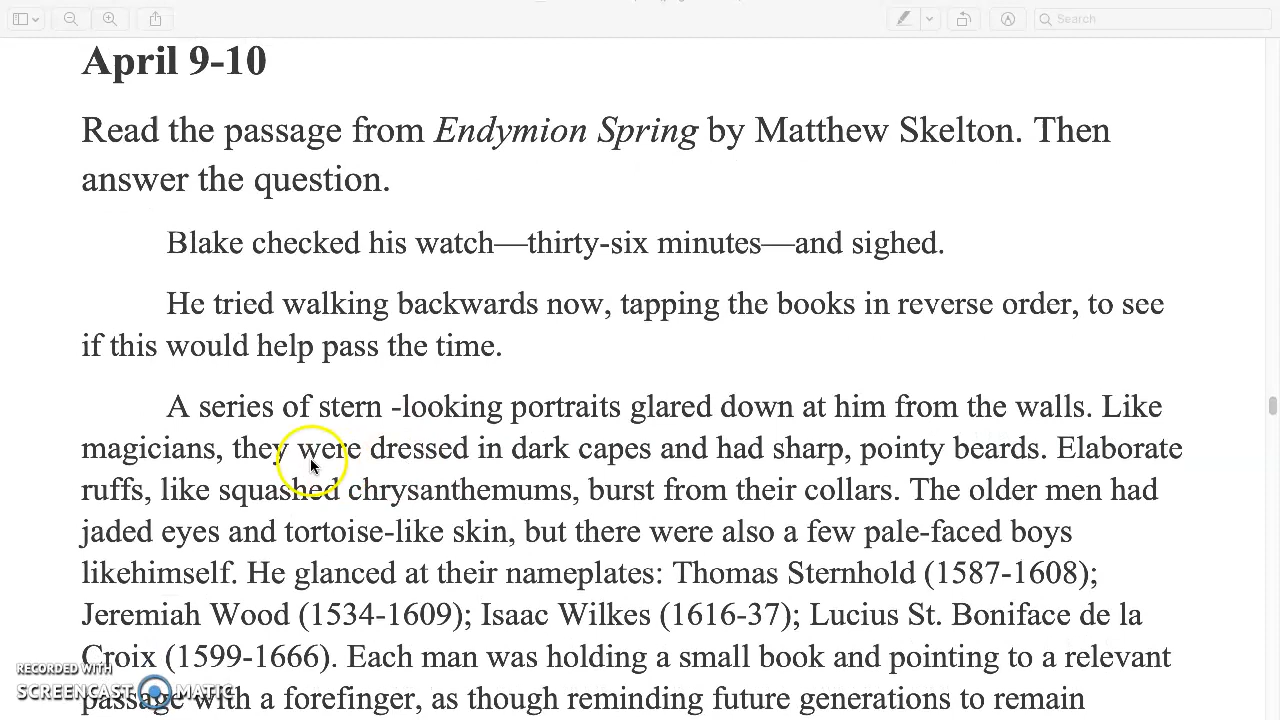 Search
April 9-10
Read the passage from Endymion Spring by Matthew Skelton. Then
answer the question.
Blake checked his watch—thirty-six minutes—and sighed.
He tried walking backwards now, tapping the books in reverse order, to see
if this would help pass the time.
A series of stern -looking portraits glared down at him from the walls. Like
magicians, they were dressed in dark capes and had sharp, pointy beards. Elaborate
ruffs, like squashed chrysanthemums, burst from their collars. The older men had
jaded eyes and tortoise-like skin, but there were also a few pale-faced boys
likehimself. He glanced at their nameplates: Thomas Sternhold (1587-1608);
Jeremiah Wood (1534-1609); Isaac Wilkes (1616-37); Lucius St. Boniface de la
Croix (1599-1666). Each man was holding a small book and pointing to a relevant
passage with a forefinger, as though reminding future generations to remain
RECORDED WITH
SCREENCAST MATIC